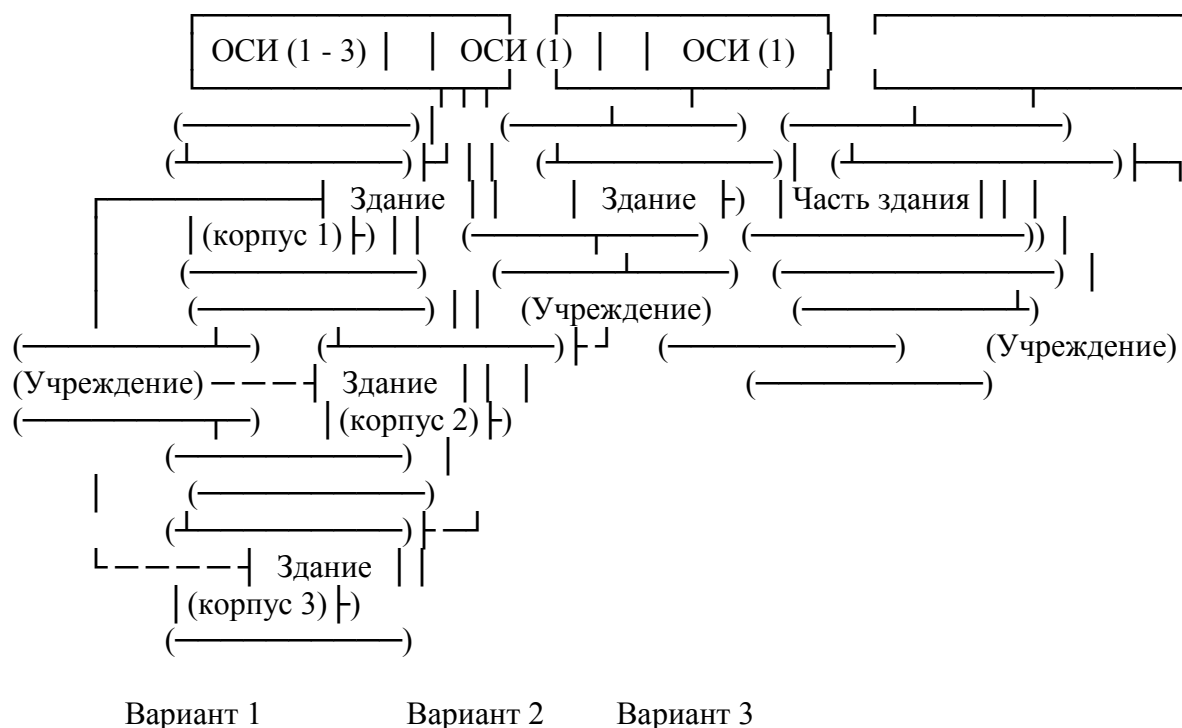 ОСИ (1 - 3) ОСИ (1) ОСИ (1)
Здание Здание Часть здания
(корпус 1)
(Учреждение)
(Учреждение)
(Учреждение) Здание
(корпус 2)
Здание
(корпус 3)
Вариант 1 Вариант 2 Вариант 3